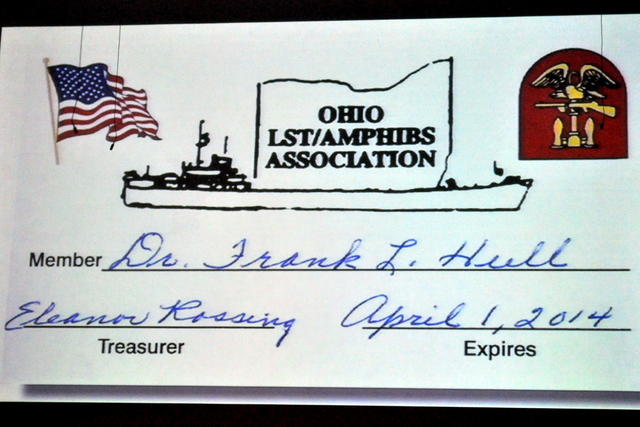 OHIO
LST/AMPHIBS
ASSOCIATION
Member Dr. Frank L. Hull
Eleanor Rossing April 1, 2014
Treasurer Expires